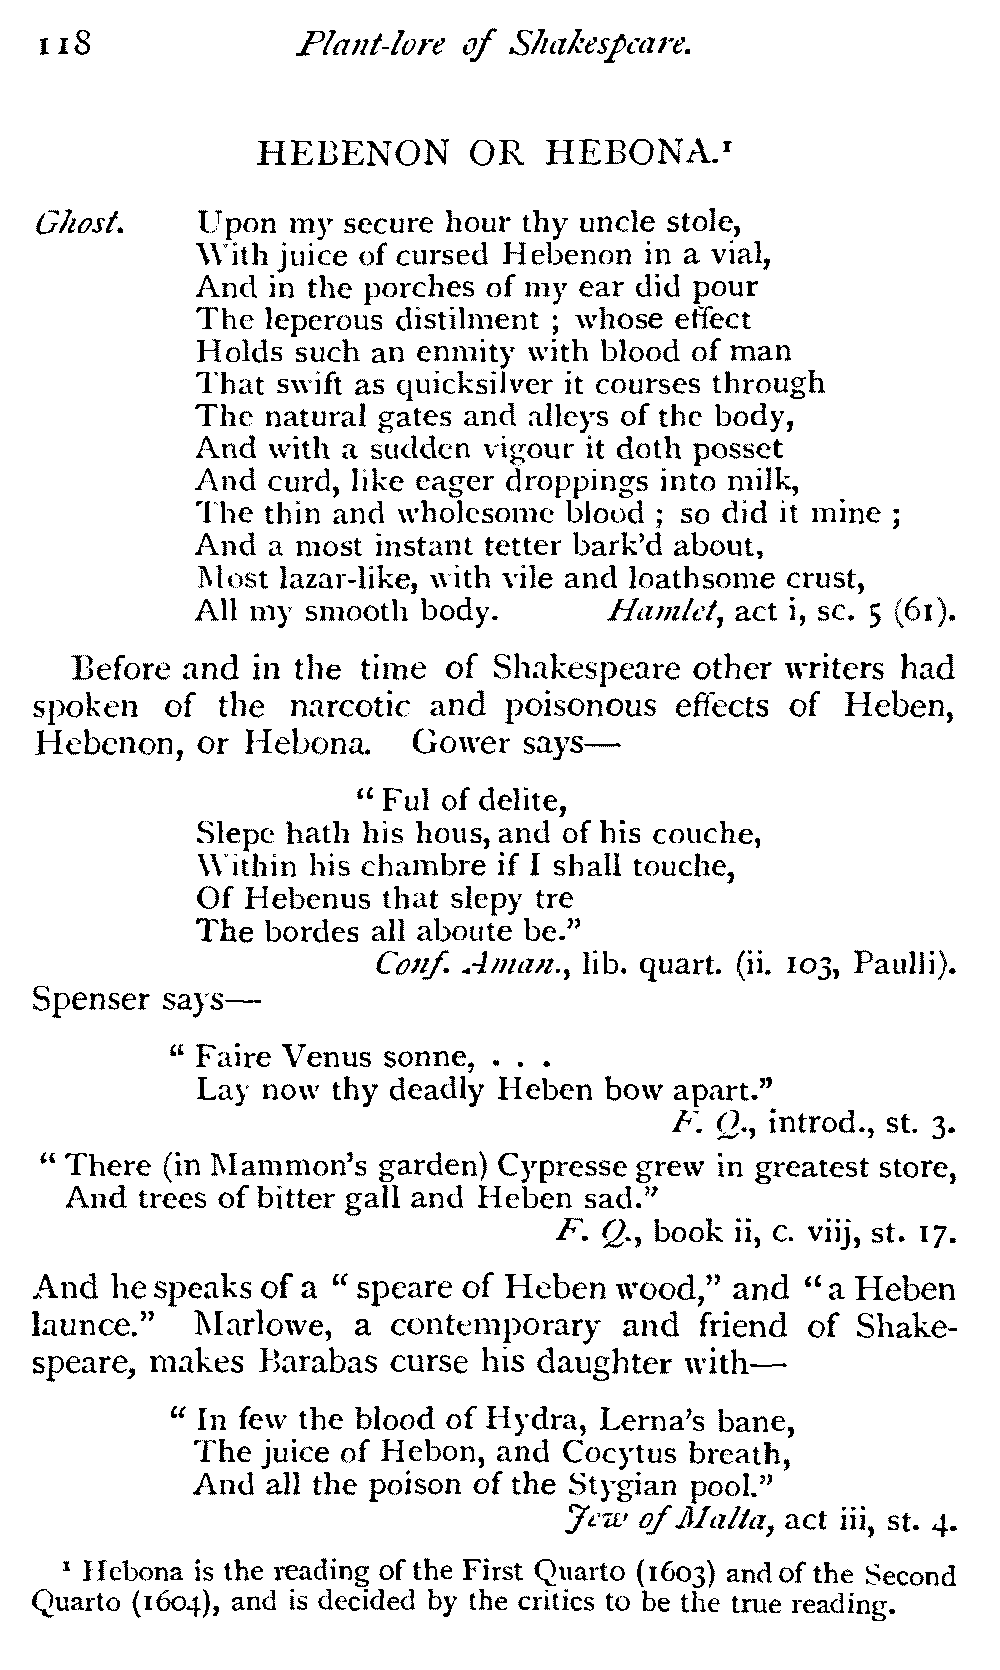 118 Plant-lore of Shakespeare.
HEBENON OR HEBONA.¹
Ghost. Upon my secure hour thy uncle stole,
With juice of cursed Hebenon in a vial,
And in the porches of my ear did pour
The leperous distilment ; whose effect
Holds such an enmity with blood of man
That swift as quicksilver it courses through
The natural gates and alleys of the body,
And with a sudden vigour it doth posset
And curd, like eager droppings into milk,
The thin and wholesome blood ; so did it mine ;
And a most instant tetter bark'd about,
Most lazar-like, with vile and loathsome crust,
All my smooth body. Hamlet, act i, sc. 5 (61).
Before and in the time of Shakespeare other writers had
spoken of the narcotic and poisonous effects of Heben,
Hebenon, or Hebona. Gower says—
“ Ful of delite,
Slepe hath his hous, and of his couche,
Within his chambre if I shall touche,
Of Hebenus that slepy tre
The bordes all aboute be.”
Conf. Aman., lib. quart. (ii. 103, Paulli).
Spenser says—
“ Faire Venus sonne, . . .
Lay now thy deadly Heben bow apart.”
F. Q., introd., st. 3.
“ There (in Mammon's garden) Cypresse grew in greatest store,
And trees of bitter gall and Heben sad.”
F. Q., book ii, c. viij, st. 17.
And he speaks of a “ speare of Heben wood,” and “ a Heben
launce.” Marlowe, a contemporary and friend of Shake-
speare, makes Barabas curse his daughter with—
“ In few the blood of Hydra, Lerna's bane,
The juice of Hebon, and Cocytus breath,
And all the poison of the Stygian pool.”
Jew of Malta, act iii, st. 4.
¹ Hebona is the reading of the First Quarto (1603) and of the Second
Quarto (1604), and is decided by the critics to be the true reading.